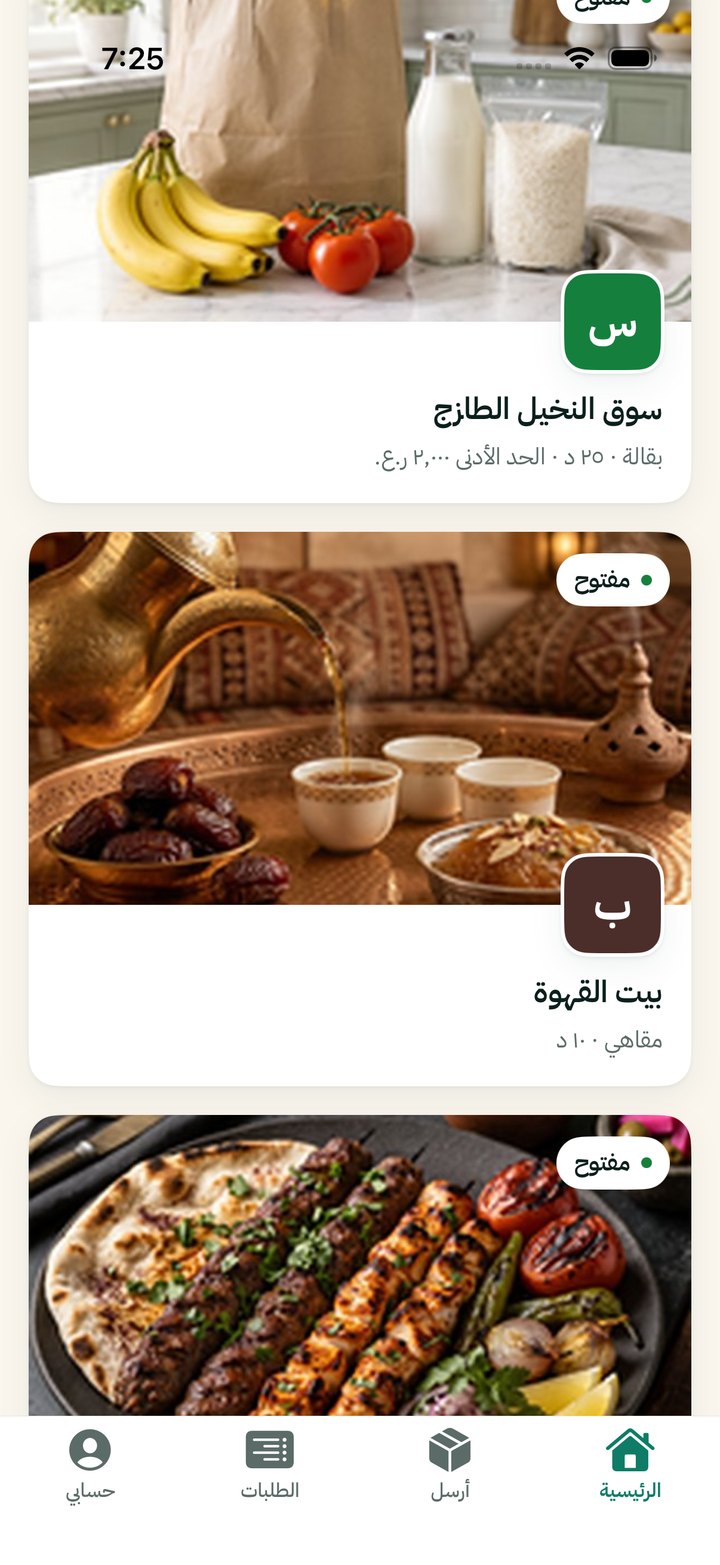 مفتوح
7:25
س
سوق النخيل الطازج
بقالة · ٢٥ د · الحد الأدنى ٢,٠٠٠ ر.ع.
مفتوح
ب
بيت القهوة
مقاهي · ١٠ د
مفتوح
الرئيسية
أرسل
الطلبات
حسابي